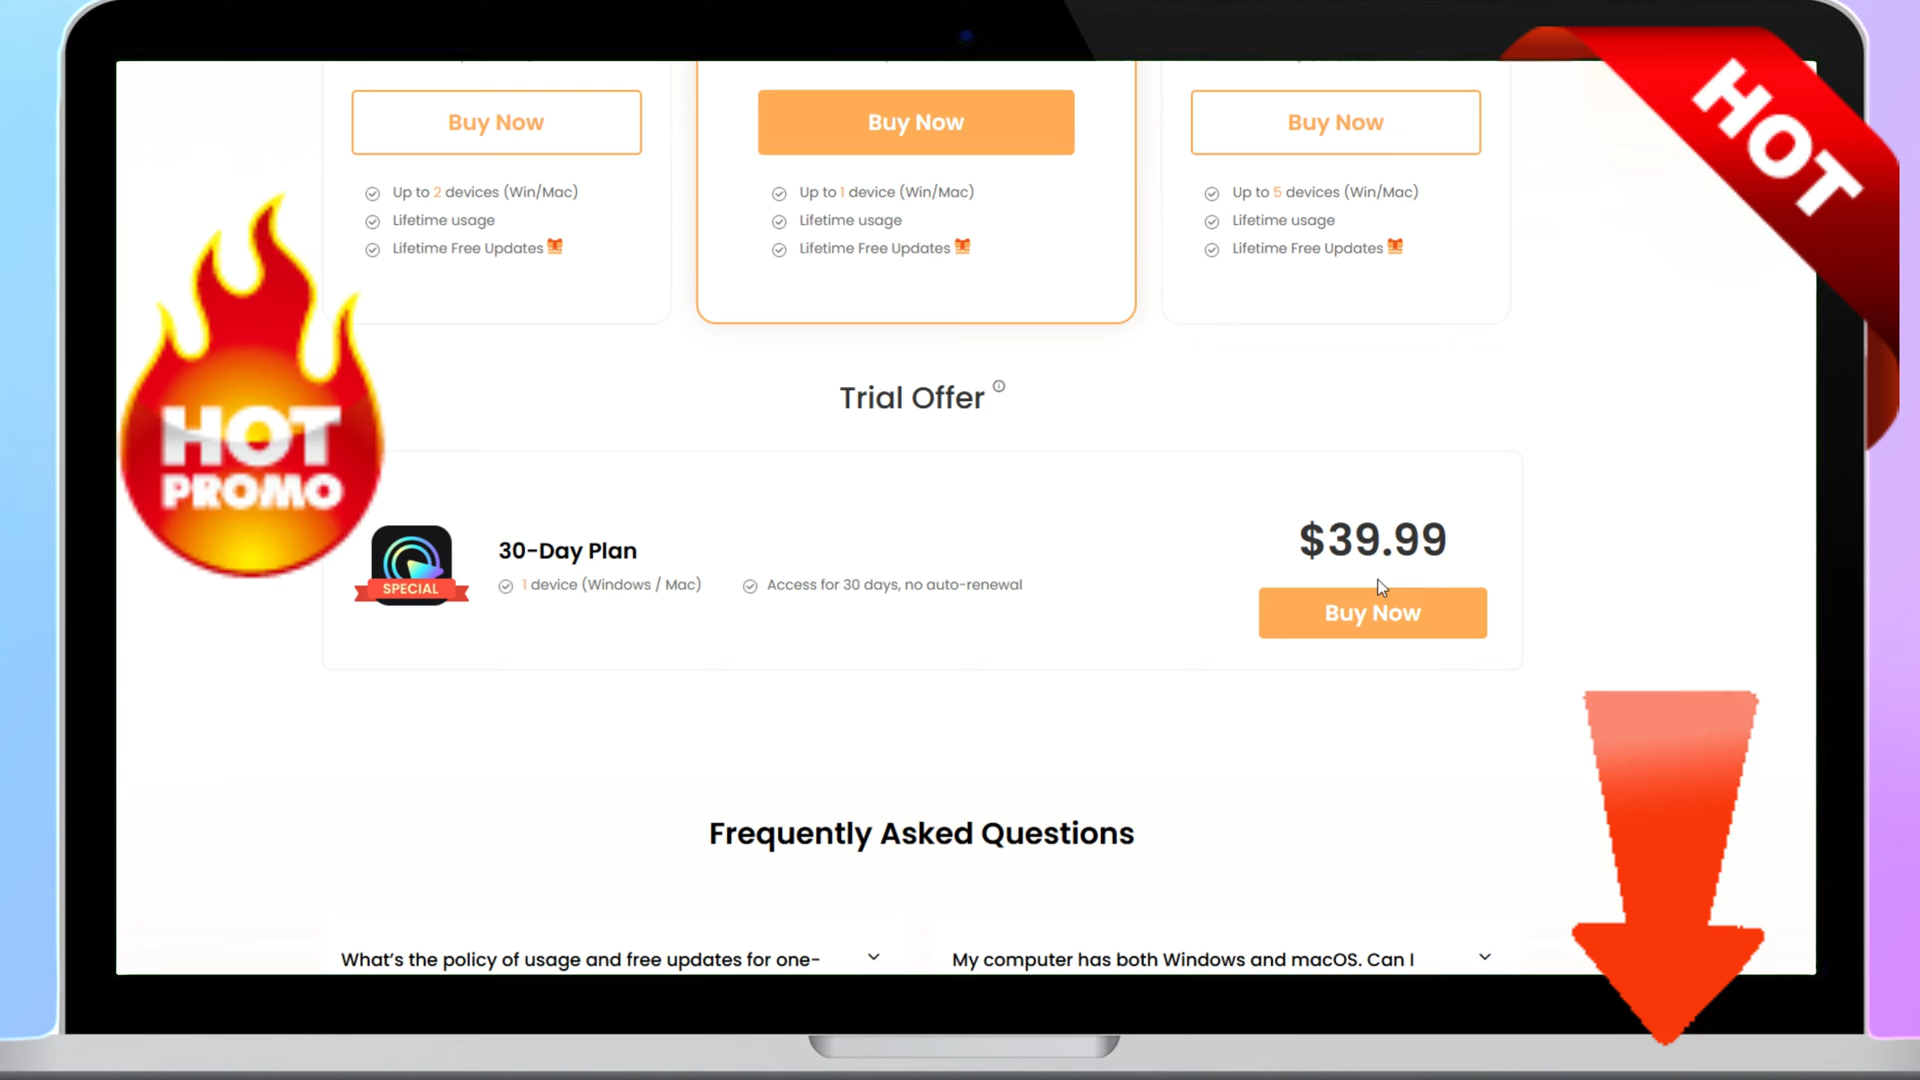 HOT
Buy Now
Buy Now
Buy Now
Up to 2 devices (Win/Mac)
Lifetime usage
Lifetime Free Updates
Up to 1 device (Win/Mac)
Lifetime usage
Lifetime Free Updates
Up to 5 devices (Win/Mac)
Lifetime usage
Lifetime Free Updates
HOT
PROMO
Trial Offer
SPECIAL
30-Day Plan
1 device (Windows / Mac)
Access for 30 days, no auto-renewal
$39.99
Buy Now
Frequently Asked Questions
What's the policy of usage and free updates for one-
My computer has both Windows and macOS. Can I